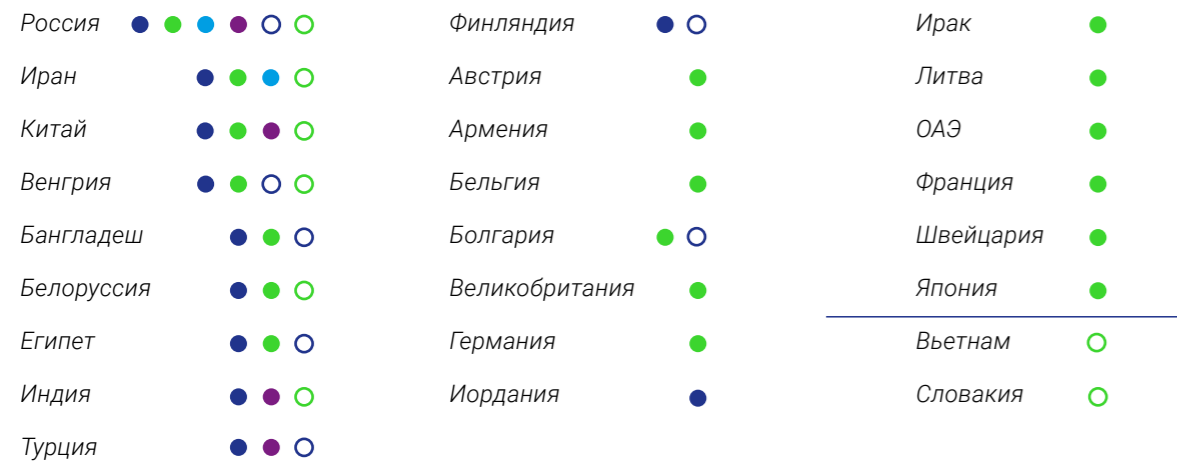 Россия
Иран
Китай
Венгрия
Бангладеш
Белоруссия
Египет
Индия
Турция
Финляндия
Австрия
Армения
Бельгия
Болгария
Великобритания
Германия
Иордания
Ирак
Литва
ОАЭ
Франция
Швейцария
Япония
Вьетнам
Словакия